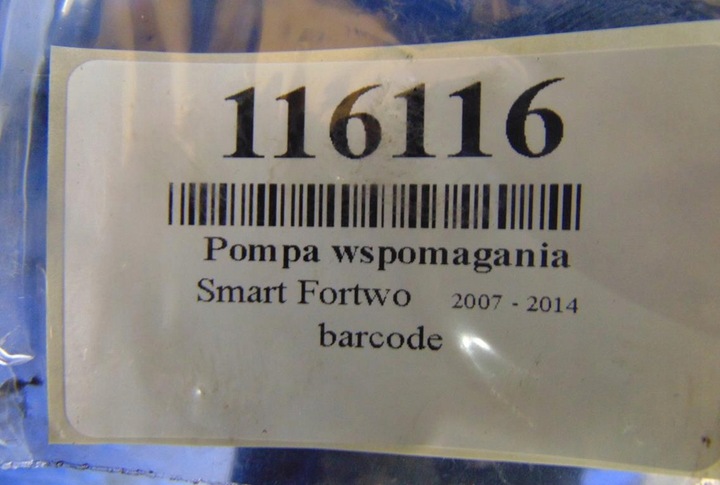 116116
Pompa wspomagania
Smart Fortwo 2007 - 2014
barcode